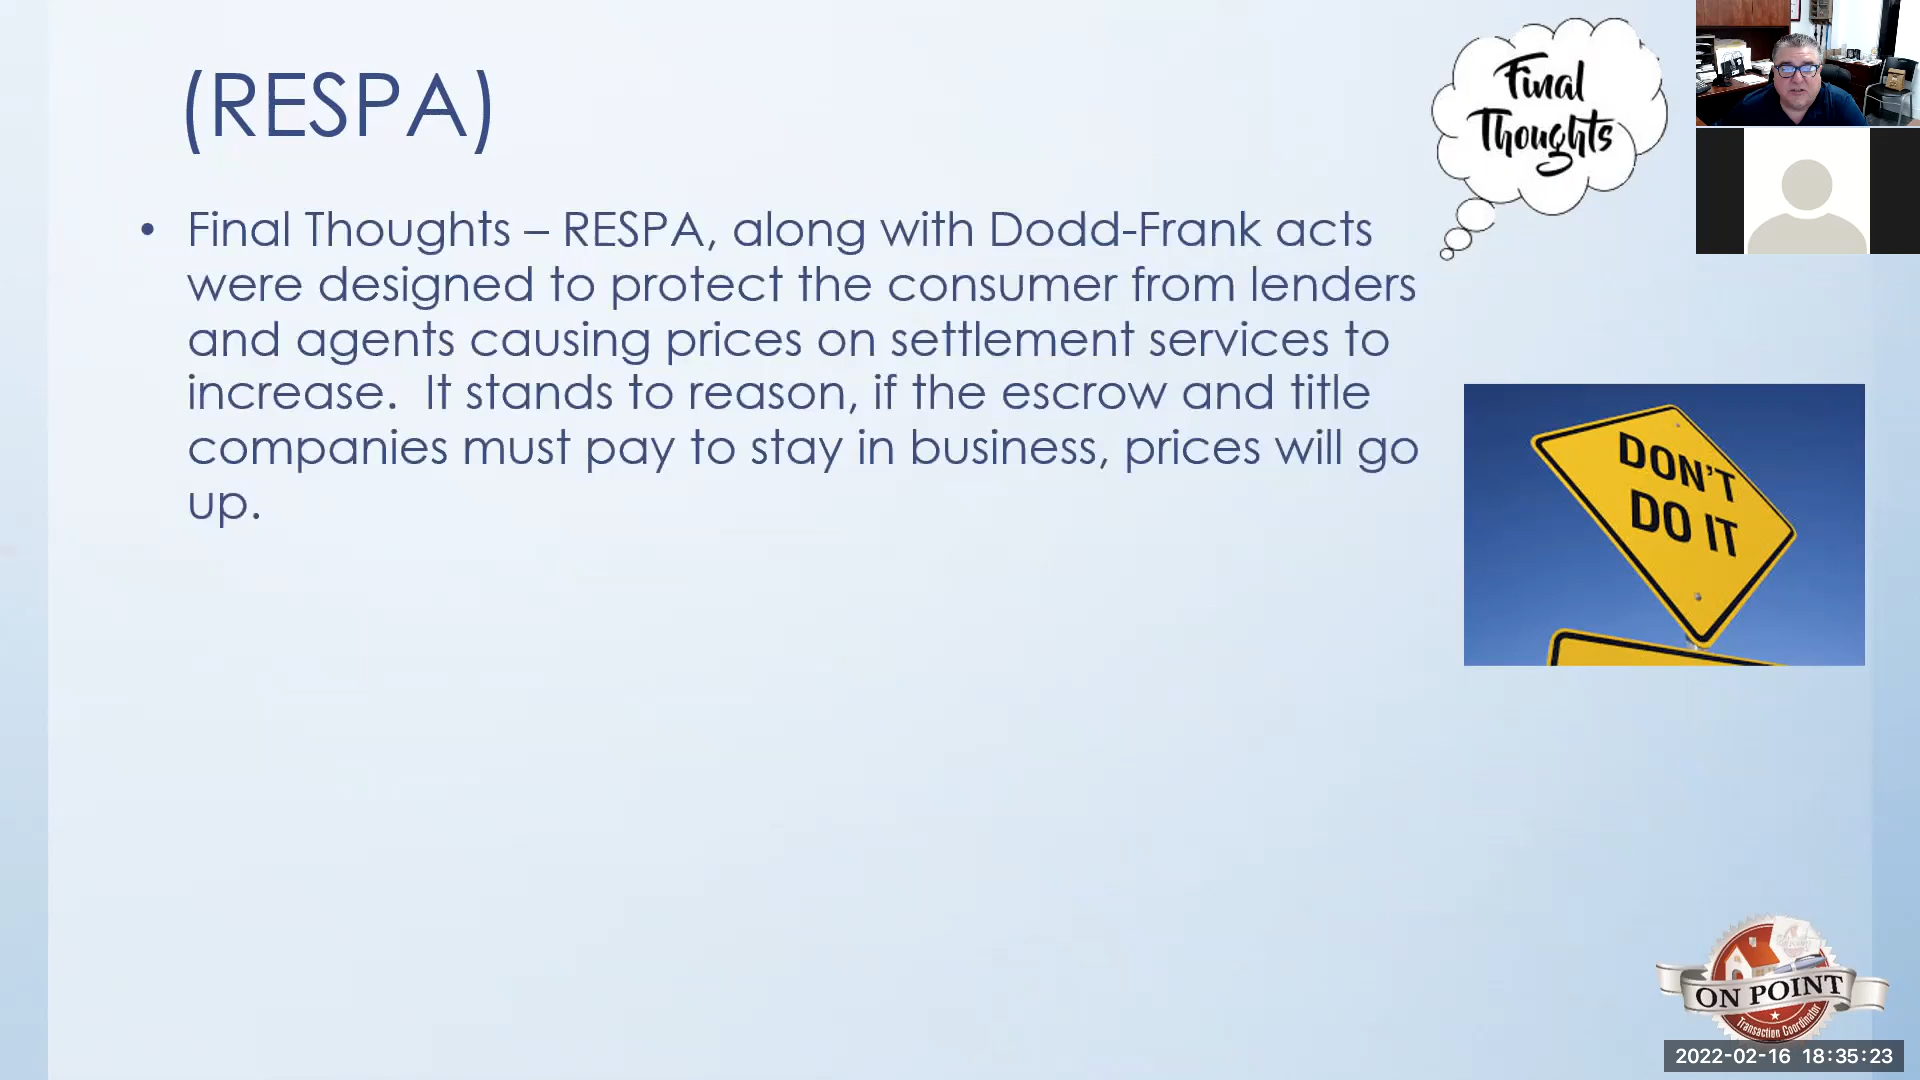 (RESPA)
Final
Thoughts
• Final Thoughts – RESPA, along with Dodd-Frank acts
were designed to protect the consumer from lenders
and agents causing prices on settlement services to
increase.  It stands to reason, if the escrow and title
companies must pay to stay in business, prices will go
up.
DON'T
DO IT
ON POINT
Transaction Coordinator
2022-02-16 18:35:23